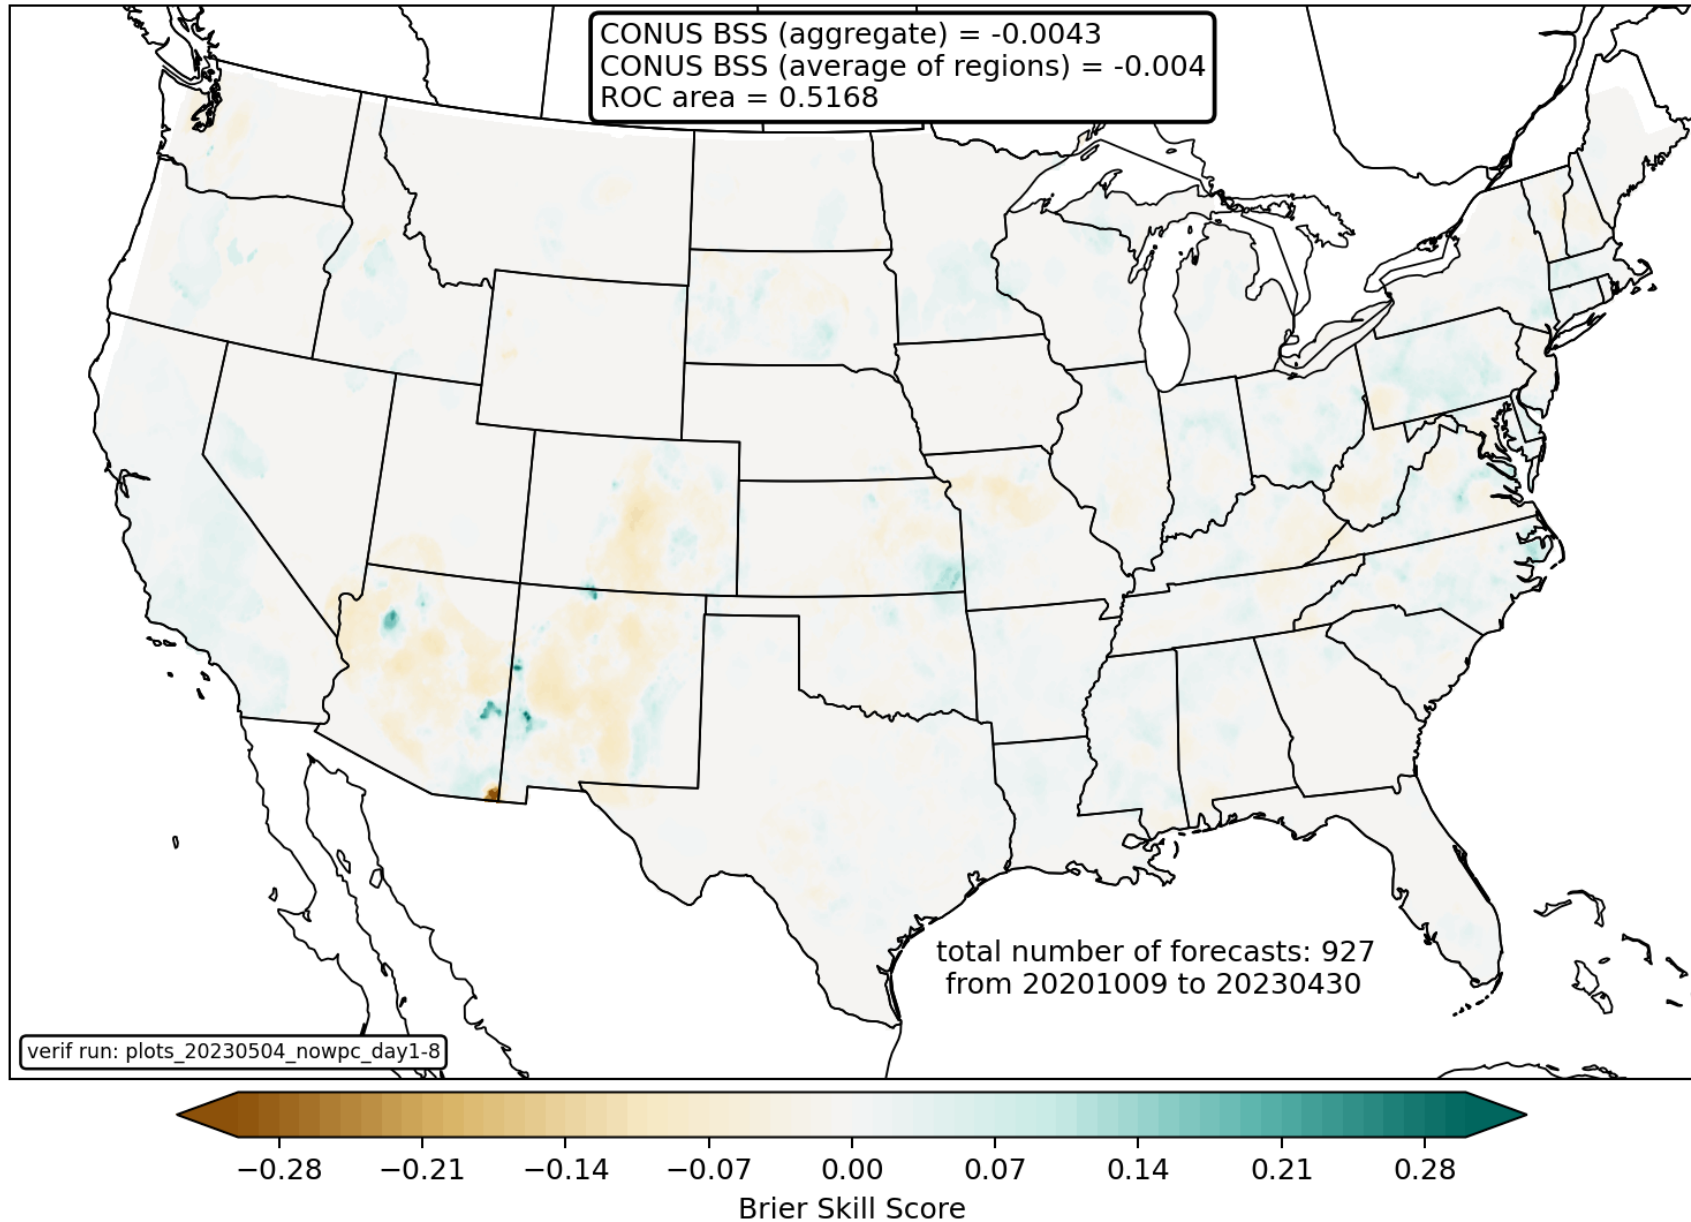 CONUS BSS (aggregate) = -0.0043
CONUS BSS (average of regions) = -0.004
ROC area = 0.5168
total number of forecasts: 927
from 20201009 to 20230430
verif run: plots_20230504_nowpc_day1-8
−0.28 −0.21 −0.14 −0.07 0.00 0.07 0.14 0.21 0.28
Brier Skill Score